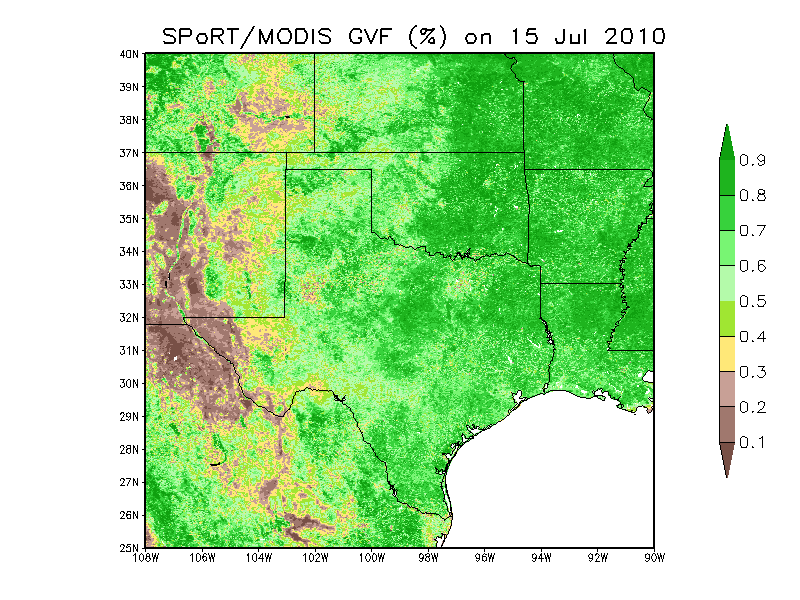 SPoRT/MODIS GVF (%) on 15 Jul 2010
40N
39N
38N
37N
36N
35N
34N
33N
32N
31N
30N
29N
28N
27N
26N
25N
108W 106W 104W 102W 100W 98W 96W 94W 92W 90W
0.9
0.8
0.7
0.6
0.5
0.4
0.3
0.2
0.1